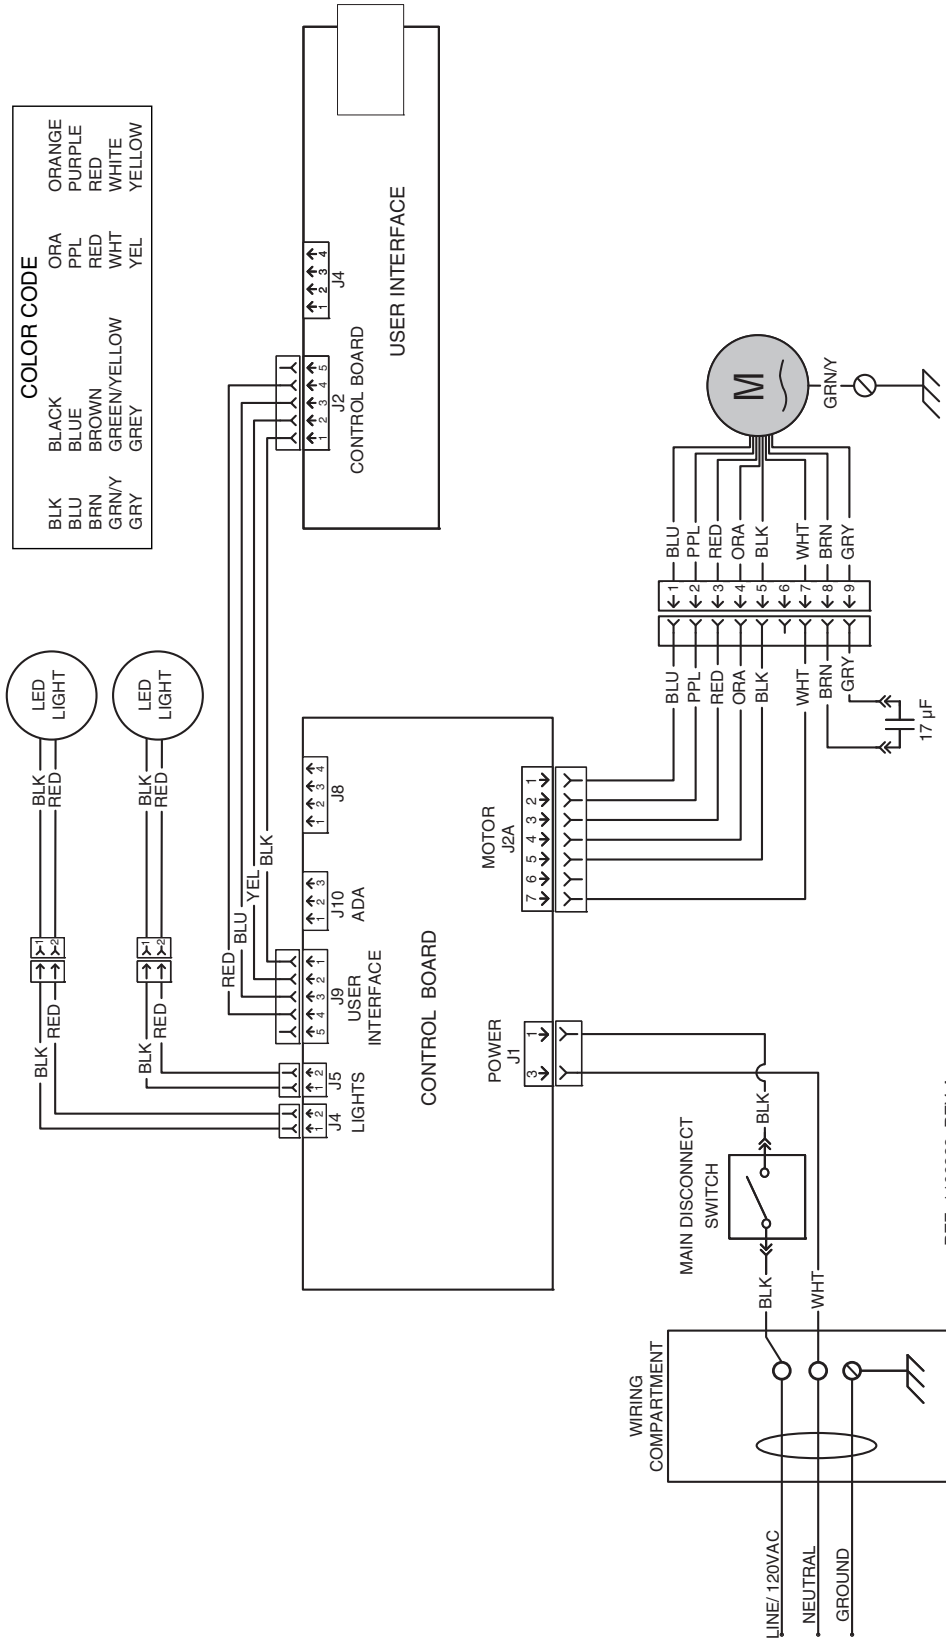 COLOR CODE
BLK BLACK ORA ORANGE
BLU BLUE PPL PURPLE
BRN BROWN RED RED
GRN/Y GREEN/YELLOW WHT WHITE
GRY GREY YEL YELLOW
LED
LIGHT
LED
LIGHT
BLK
RED
BLK
RED
1
2
1
2
BLK
RED
BLK
RED
1 2
J4
1 2
J5
LIGHTS
5 4 3 2 1
J9
USER
INTERFACE
1 2 3
J10
ADA
1 2 3 4
J8
CONTROL BOARD
RED
BLU
YEL
BLK
1 2 3 4 5
J2
CONTROL BOARD
1 2 3 4
J4
USER INTERFACE
POWER
J1
3 1
MOTOR
J2A
7 6 5 4 3 2 1
BLU
PPL
RED
ORA
BLK
WHT
BRN
GRY
17 µF
1
2
3
4
5
6
7
8
9
BLU
PPL
RED
ORA
BLK
WHT
BRN
GRY
M
GRN/Y
MAIN DISCONNECT
SWITCH
BLK
BLK
WHT
WIRING
COMPARTMENT
LINE/ 120VAC
NEUTRAL
GROUND